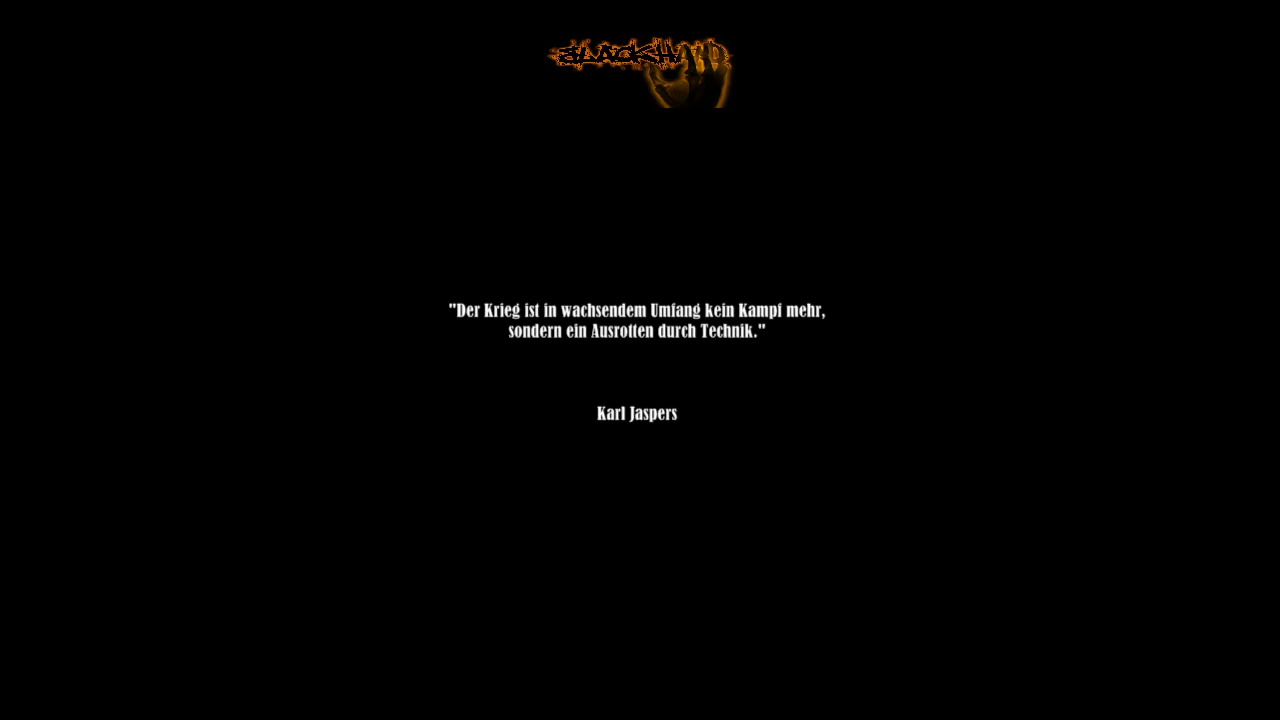 BLACKHAND
"Der Krieg ist in wachsendem Umfang kein Kampf mehr,
sondern ein Ausrotten durch Technik."
Karl Jaspers